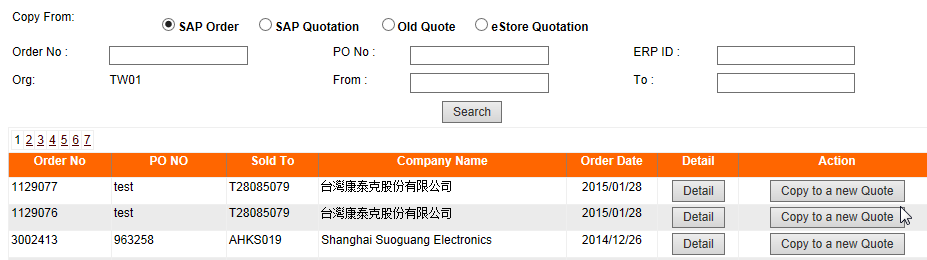 Copy From: SAP Order SAP Quotation Old Quote eStore Quotation
Order No : PO No : ERP ID :
Org: TW01 From : To :
Search
1 2 3 4 5 6 7
Order No PO NO Sold To Company Name Order Date Detail Action
1129077 test T28085079 台灣康泰克股份有限公司 2015/01/28 Detail Copy to a new Quote
1129076 test T28085079 台灣康泰克股份有限公司 2015/01/28 Detail Copy to a new Quote
3002413 963258 AHKS019 Shanghai Suoguang Electronics 2014/12/26 Detail Copy to a new Quote